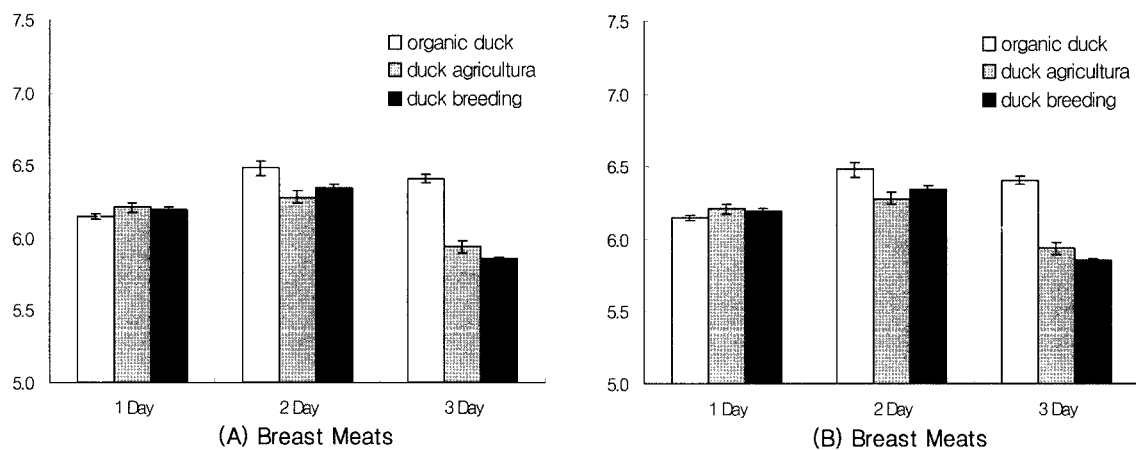 7.5
7.0
6.5
6.0
5.5
5.0
organic duck
duck agricultura
duck breeding
1 Day 2 Day 3 Day
(A) Breast Meats
7.5
7.0
6.5
6.0
5.5
5.0
organic duck
duck agricultura
duck breeding
1 Day 2 Day 3 Day
(B) Breast Meats